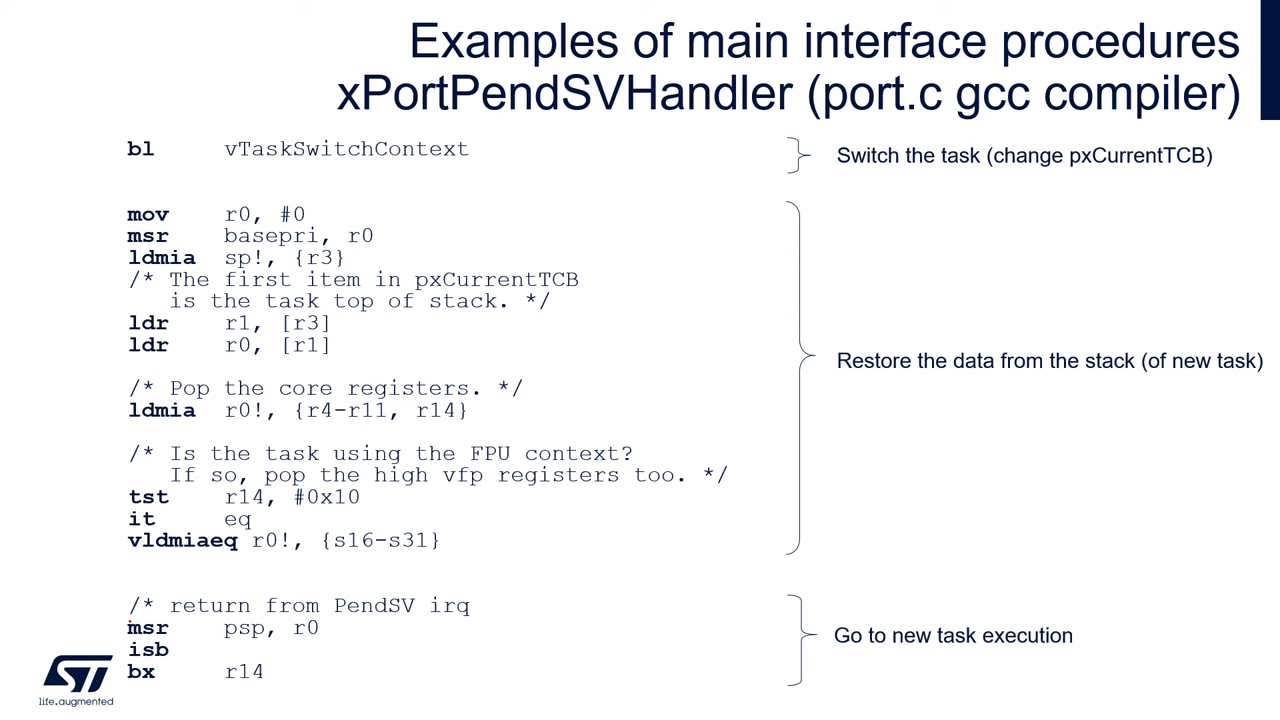 Examples of main interface procedures
xPortPendSVHandler (port.c gcc compiler)
bl vTaskSwitchContext
Switch the task (change pxCurrentTCB)
mov r0, #0
msr basepri, r0
ldmia sp!, {r3}
/* The first item in pxCurrentTCB
is the task top of stack. */
ldr r1, [r3]
ldr r0, [r1]
Restore the data from the stack (of new task)
/* Pop the core registers. */
ldmia r0!, {r4-r11, r14}
/* Is the task using the FPU context?
If so, pop the high vfp registers too. */
tst r14, #0x10
it eq
vldmiaeq r0!, {s16-s31}
/* return from PendSV irq
msr psp, r0
isb
bx r14
Go to new task execution
ST
life.augmented